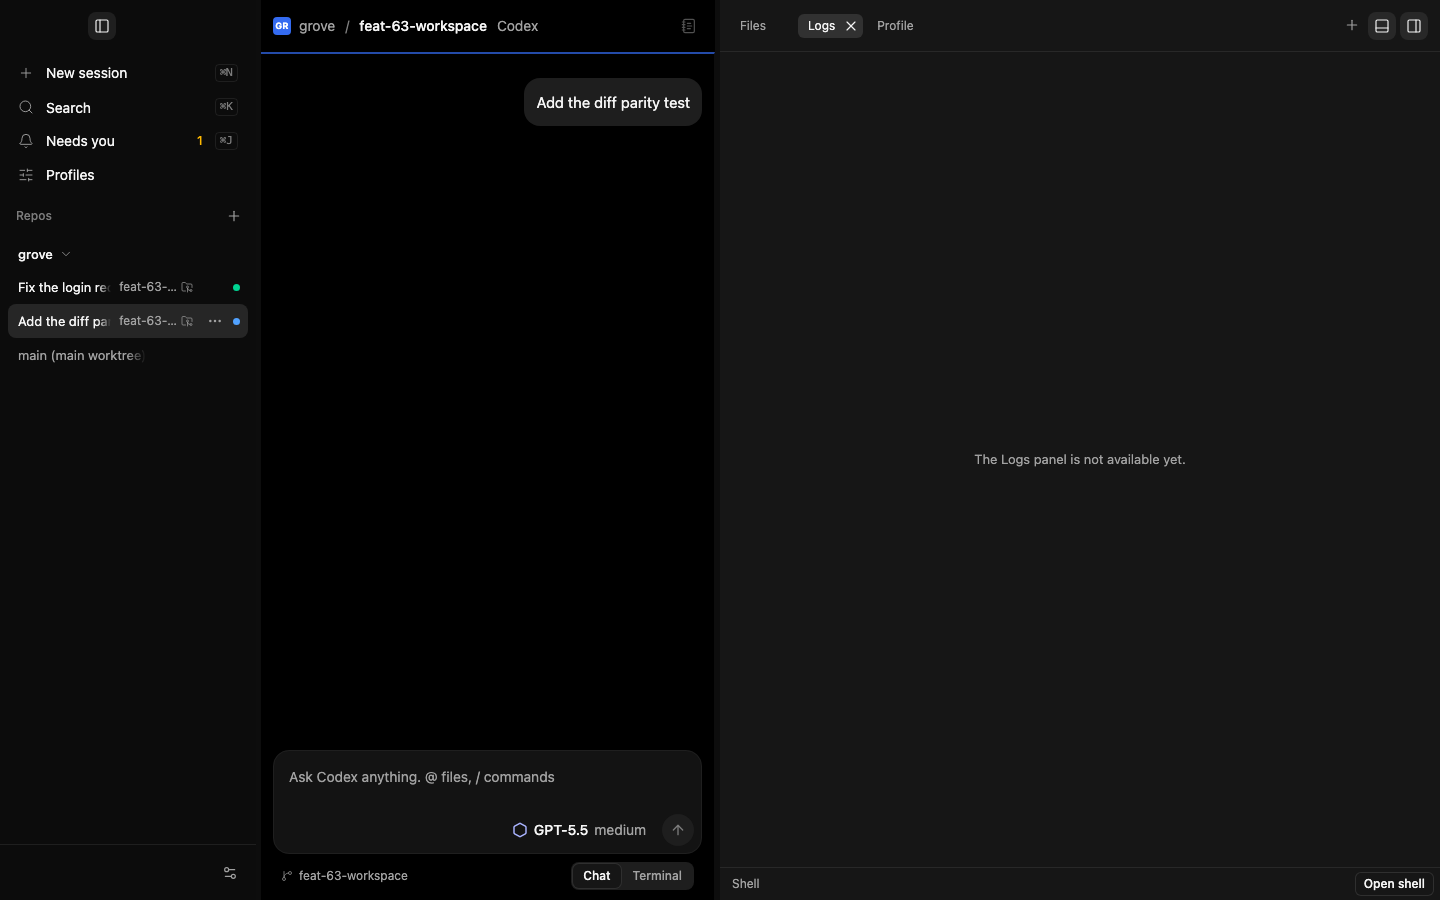 New session ⌘N
Search ⌘K
Needs you 1 ⌘J
Profiles
Repos
grove
Fix the login re feat-63-...
Add the diff pa feat-63-...
main (main worktree)
GR grove / feat-63-workspace Codex
Add the diff parity test
Ask Codex anything. @ files, / commands
GPT-5.5 medium
feat-63-workspace
Chat Terminal
Files Logs Profile
The Logs panel is not available yet.
Shell Open shell